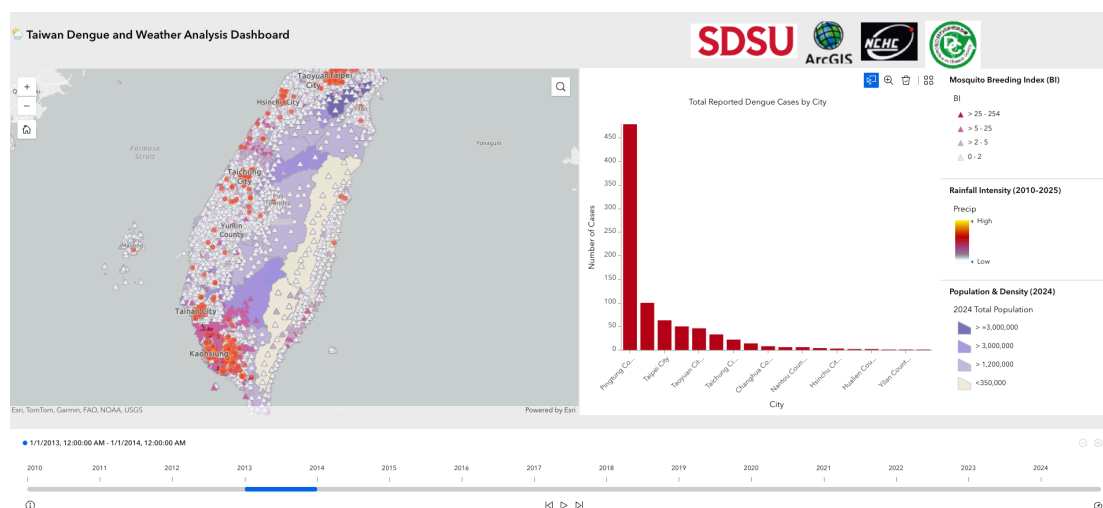 Taiwan Dengue and Weather Analysis Dashboard
SDSU
ArcGIS
NCHC
Taoyuan
Taipei
City
Hsinchu City
Formosa
Strait
Yonaguni
Taichung
City
Yunlin
County
Tainan City
Kaohsiung
Esri, TomTom, Garmin, FAO, NOAA, USGS
Powered by Esri
Total Reported Dengue Cases by City
Number of Cases
450
400
350
300
250
200
150
100
50
0
Pingtung Co...
Taipei City
Taoyuan Cit...
Taichung Ci...
Changhua Co...
Nantou Coun...
Hsinchu Cit...
Hualien Cou...
Yilan Count...
City
Mosquito Breeding Index (BI)
BI
> 25 - 254
> 5 - 25
> 2 - 5
0 - 2
Rainfall Intensity (2010–2025)
Precip
High
Low
Population & Density (2024)
2024 Total Population
> =3,000,000
> 3,000,000
> 1,200,000
<350,000
1/1/2013, 12:00:00 AM - 1/1/2014, 12:00:00 AM
2010 2011 2012 2013 2014 2015 2016 2017 2018 2019 2020 2021 2022 2023 2024